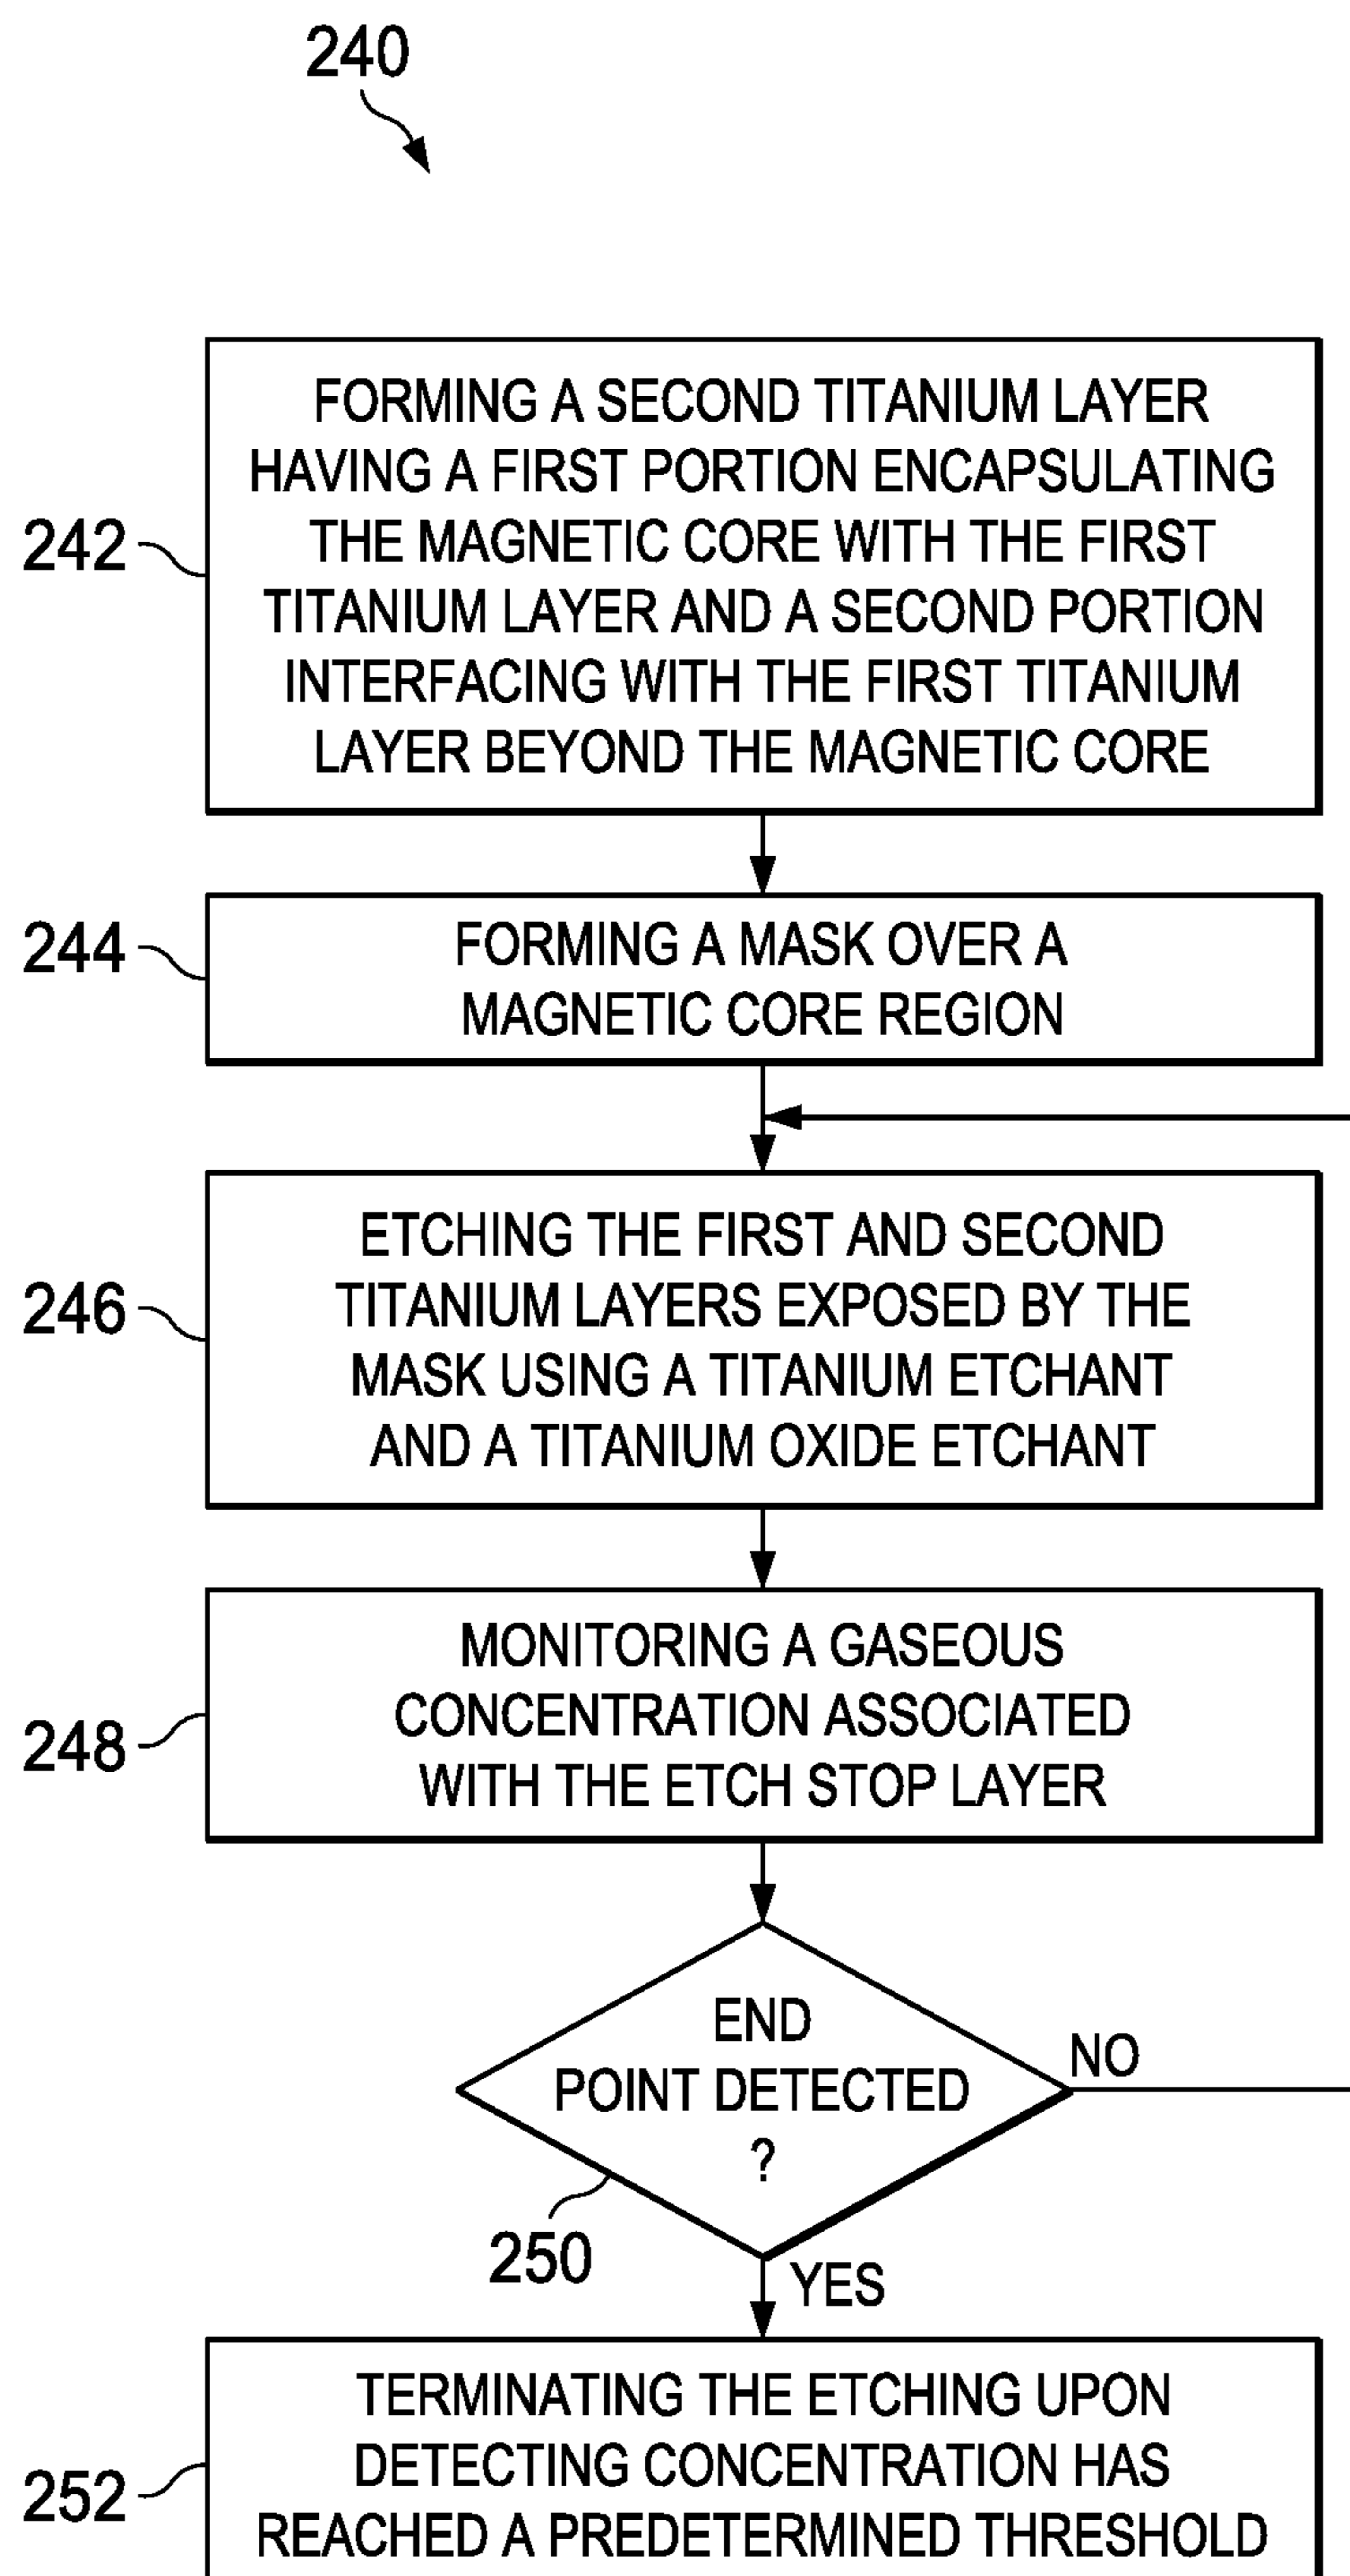 240
242
FORMING A SECOND TITANIUM LAYER
HAVING A FIRST PORTION ENCAPSULATING
THE MAGNETIC CORE WITH THE FIRST
TITANIUM LAYER AND A SECOND PORTION
INTERFACING WITH THE FIRST TITANIUM
LAYER BEYOND THE MAGNETIC CORE
244
FORMING A MASK OVER A
MAGNETIC CORE REGION
246
ETCHING THE FIRST AND SECOND
TITANIUM LAYERS EXPOSED BY THE
MASK USING A TITANIUM ETCHANT
AND A TITANIUM OXIDE ETCHANT
248
MONITORING A GASEOUS
CONCENTRATION ASSOCIATED
WITH THE ETCH STOP LAYER
END
POINT DETECTED
?
NO
250
YES
252
TERMINATING THE ETCHING UPON
DETECTING CONCENTRATION HAS
REACHED A PREDETERMINED THRESHOLD